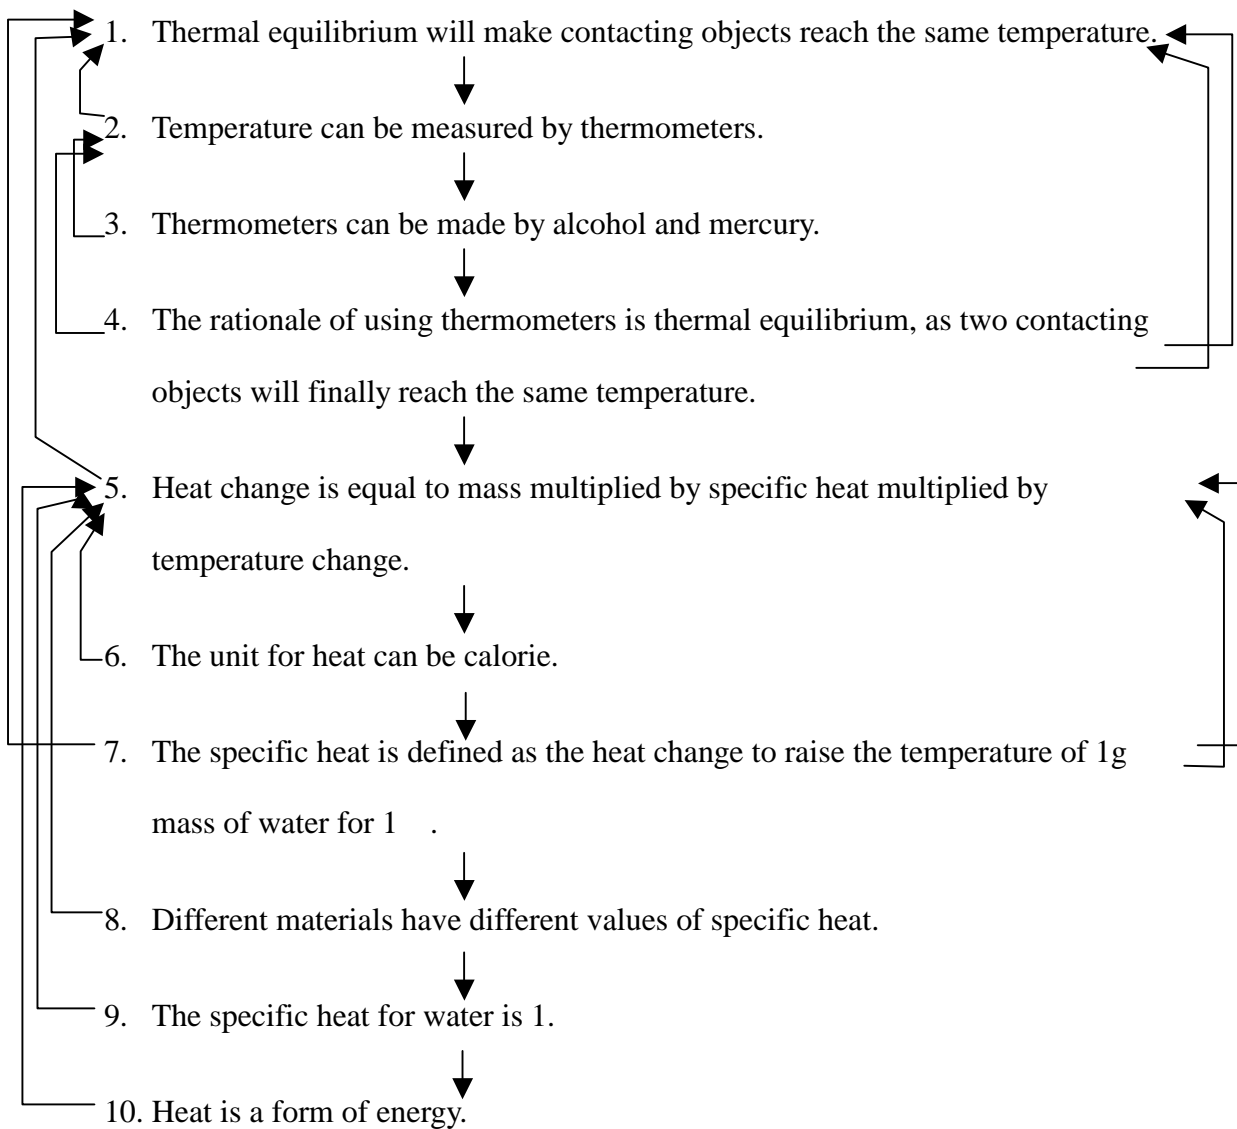 1. Thermal equilibrium will make contacting objects reach the same temperature.
2. Temperature can be measured by thermometers.
3. Thermometers can be made by alcohol and mercury.
4. The rationale of using thermometers is thermal equilibrium, as two contacting
objects will finally reach the same temperature.
5. Heat change is equal to mass multiplied by specific heat multiplied by
temperature change.
6. The unit for heat can be calorie.
7. The specific heat is defined as the heat change to raise the temperature of 1g
mass of water for 1 .
8. Different materials have different values of specific heat.
9. The specific heat for water is 1.
10. Heat is a form of energy.